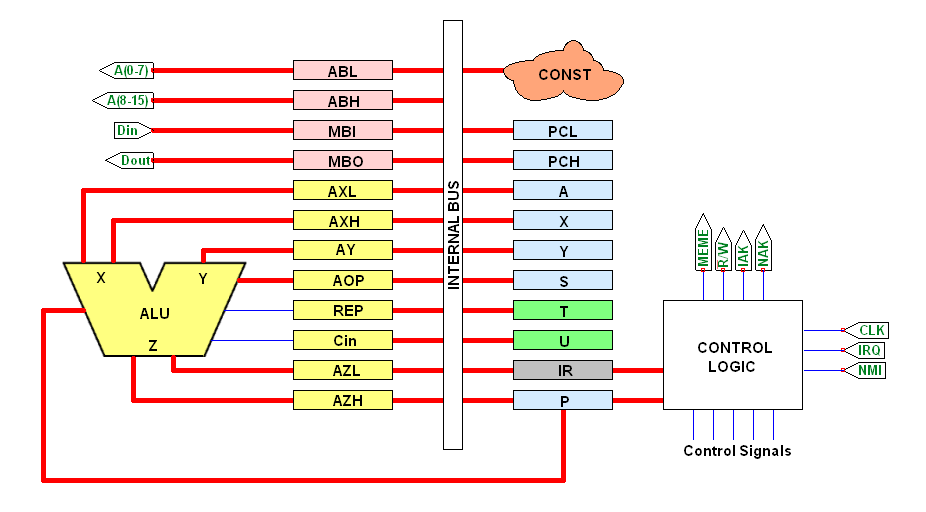 A(0-7)
ABL
CONST
A(8-15)
ABH
Din
MBI
PCL
Dout
MBO
PCH
AXL
A
AXH
X
AY
Y
AOP
S
REP
T
Cin
U
AZL
IR
AZH
P
INTERNAL BUS
X
Y
ALU
Z
MEME
R/W
IAK
NAK
CONTROL
LOGIC
CLK
IRQ
NMI
Control Signals